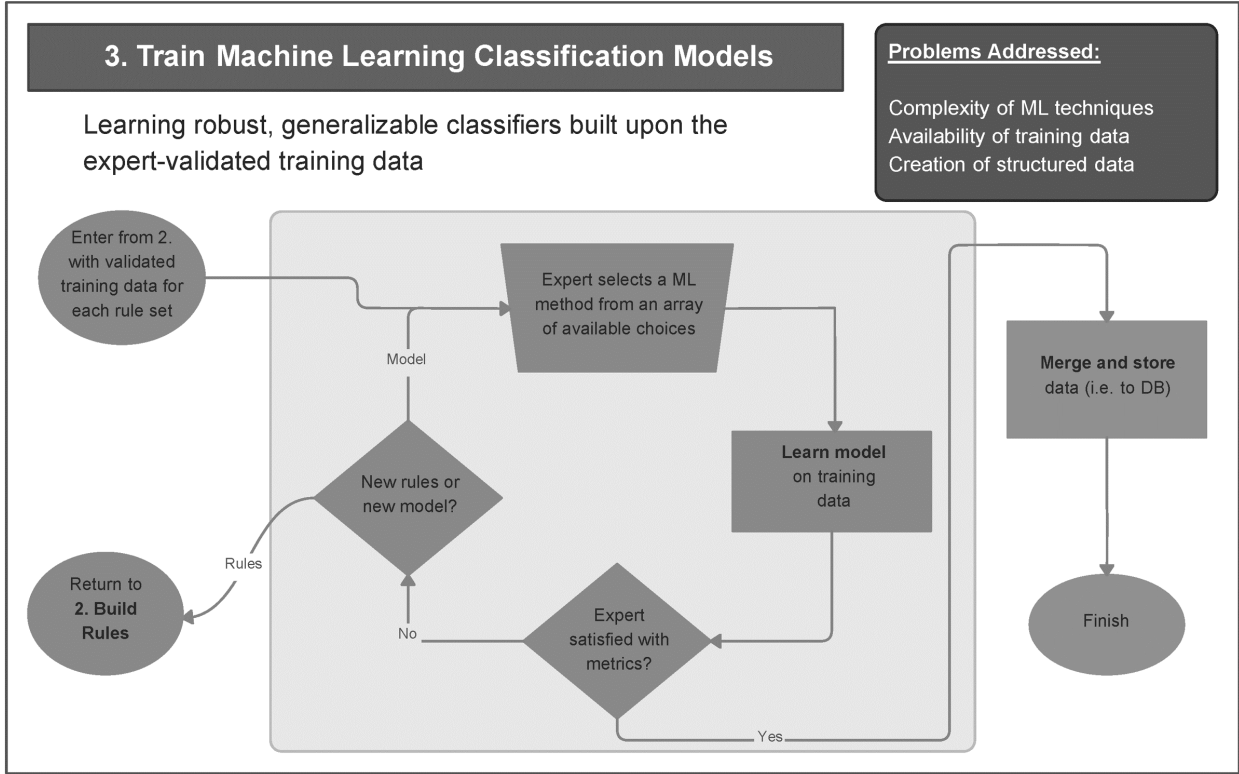 3. Train Machine Learning Classification Models
Problems Addressed:
Complexity of ML techniques
Availability of training data
Creation of structured data
Learning robust, generalizable classifiers built upon the
expert-validated training data
Enter from 2.
with validated
training data for
each rule set
Expert selects a ML
method from an array
of available choices
Model
Merge and store
data (i.e. to DB)
Learn model
on training
data
New rules or
new model?
Rules
Return to
2. Build
Rules
No
Expert
satisfied with
metrics?
Finish
Yes